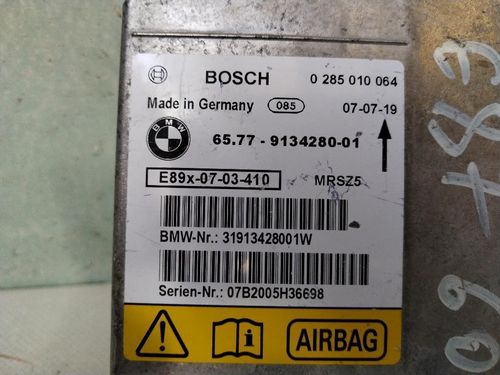 BOSCH 0 285 010 064
Made in Germany 085 07-07-19
BMW 65.77 - 9134280-01
E89x-07-03-410 MRSZ5
BMW-Nr.: 31913428001W
Serien-Nr.: 07B2005H36698
AIRBAG